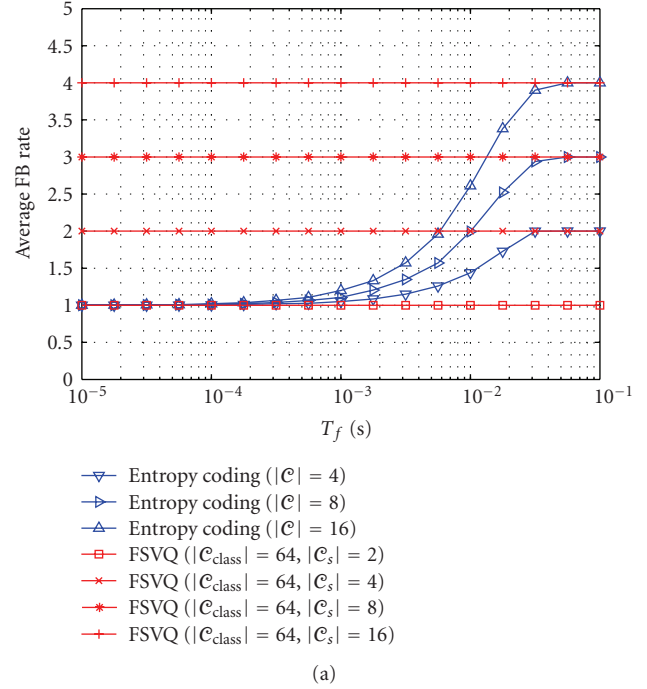 5
4.5
4
3.5
3
2.5
2
1.5
1
0.5
0
Average FB rate
10⁻⁵ 10⁻⁴ 10⁻³ 10⁻² 10⁻¹
T_f (s)
Entropy coding (|𝒞| = 4)
Entropy coding (|𝒞| = 8)
Entropy coding (|𝒞| = 16)
FSVQ (|𝒞_class| = 64, |𝒞_s| = 2)
FSVQ (|𝒞_class| = 64, |𝒞_s| = 4)
FSVQ (|𝒞_class| = 64, |𝒞_s| = 8)
FSVQ (|𝒞_class| = 64, |𝒞_s| = 16)
(a)